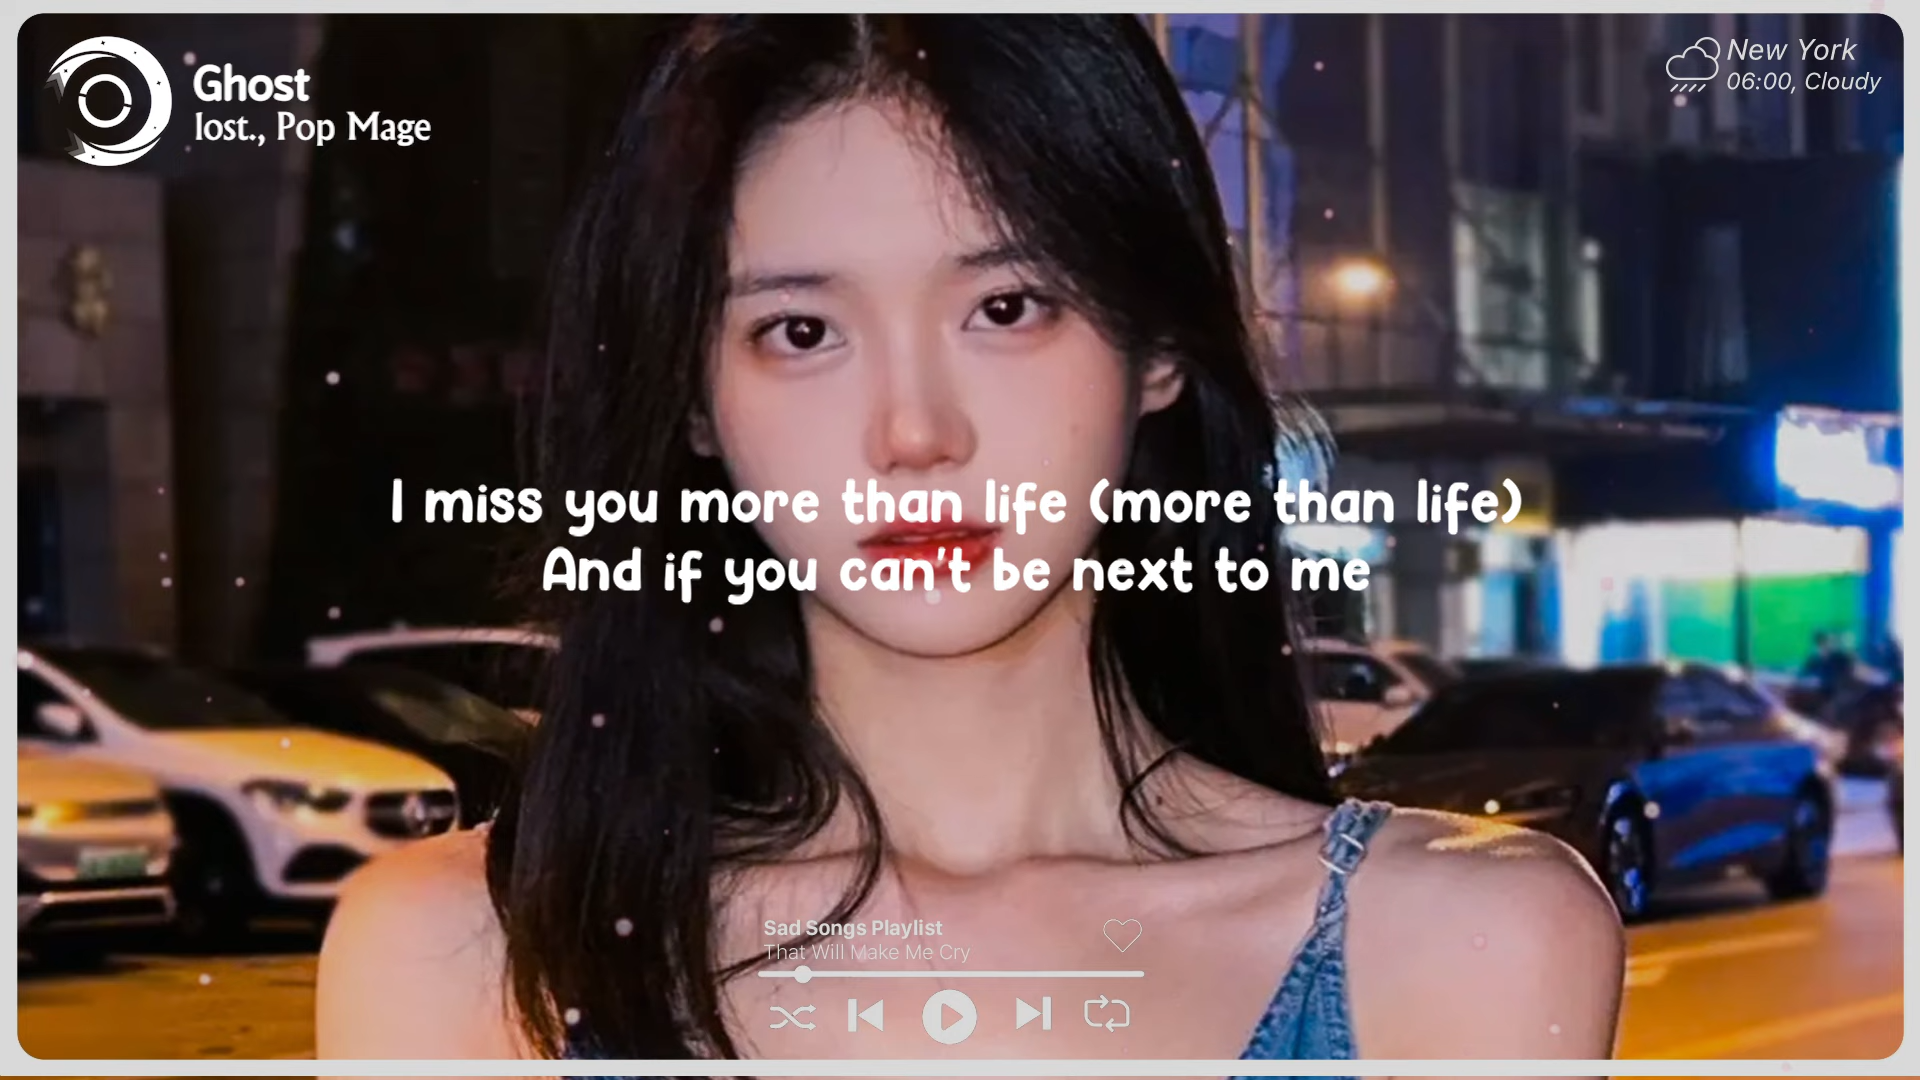 Ghost
lost., Pop Mage
New York
06:00, Cloudy
I miss you more than life (more than life)
And if you can't be next to me
Sad Songs Playlist
That Will Make Me Cry